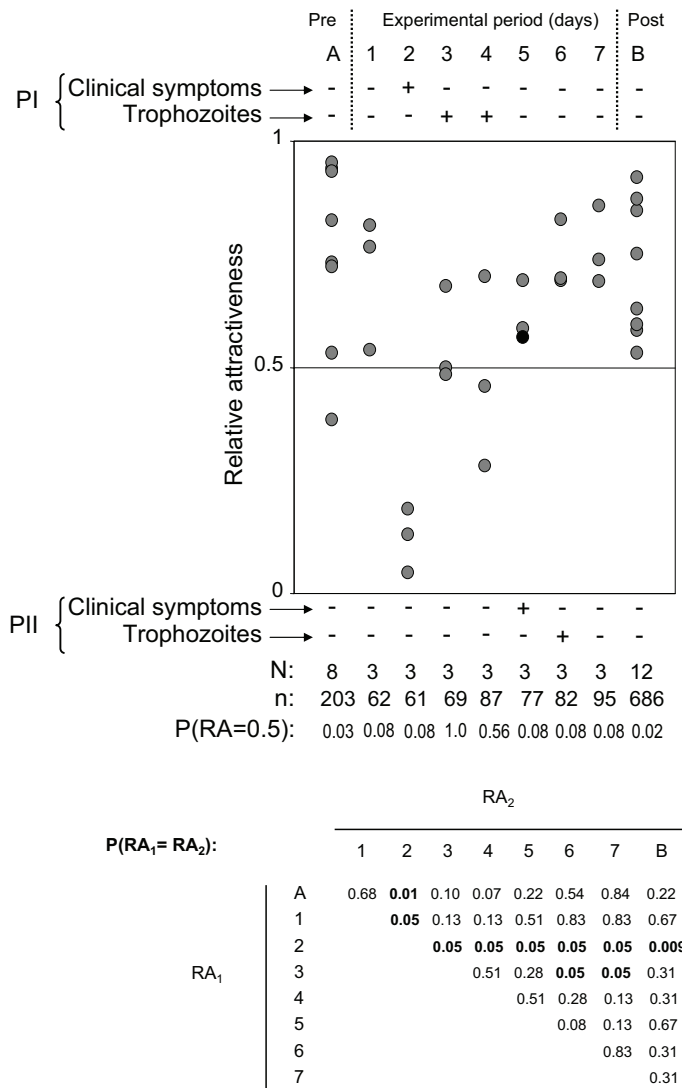 Pre Experimental period (days) Post
A 1 2 3 4 5 6 7 B
PI { Clinical symptoms - - + - - - - - -
Trophozoites - - - + + - - - -
1
0.5
0
Relative attractiveness
PII { Clinical symptoms - - - - - + - - -
Trophozoites - - - - - - + - -
N: 8 3 3 3 3 3 3 3 12
n: 203 62 61 69 87 77 82 95 686
P(RA=0.5): 0.03 0.08 0.08 1.0 0.56 0.08 0.08 0.08 0.02
RA2
P(RA1= RA2): 1 2 3 4 5 6 7 B
A 0.68 0.01 0.10 0.07 0.22 0.54 0.84 0.22
1 0.05 0.13 0.13 0.51 0.83 0.83 0.67
2 0.05 0.05 0.05 0.05 0.05 0.009
RA1 3 0.51 0.28 0.05 0.05 0.31
4 0.51 0.28 0.13 0.31
5 0.08 0.13 0.67
6 0.83 0.31
7 0.31